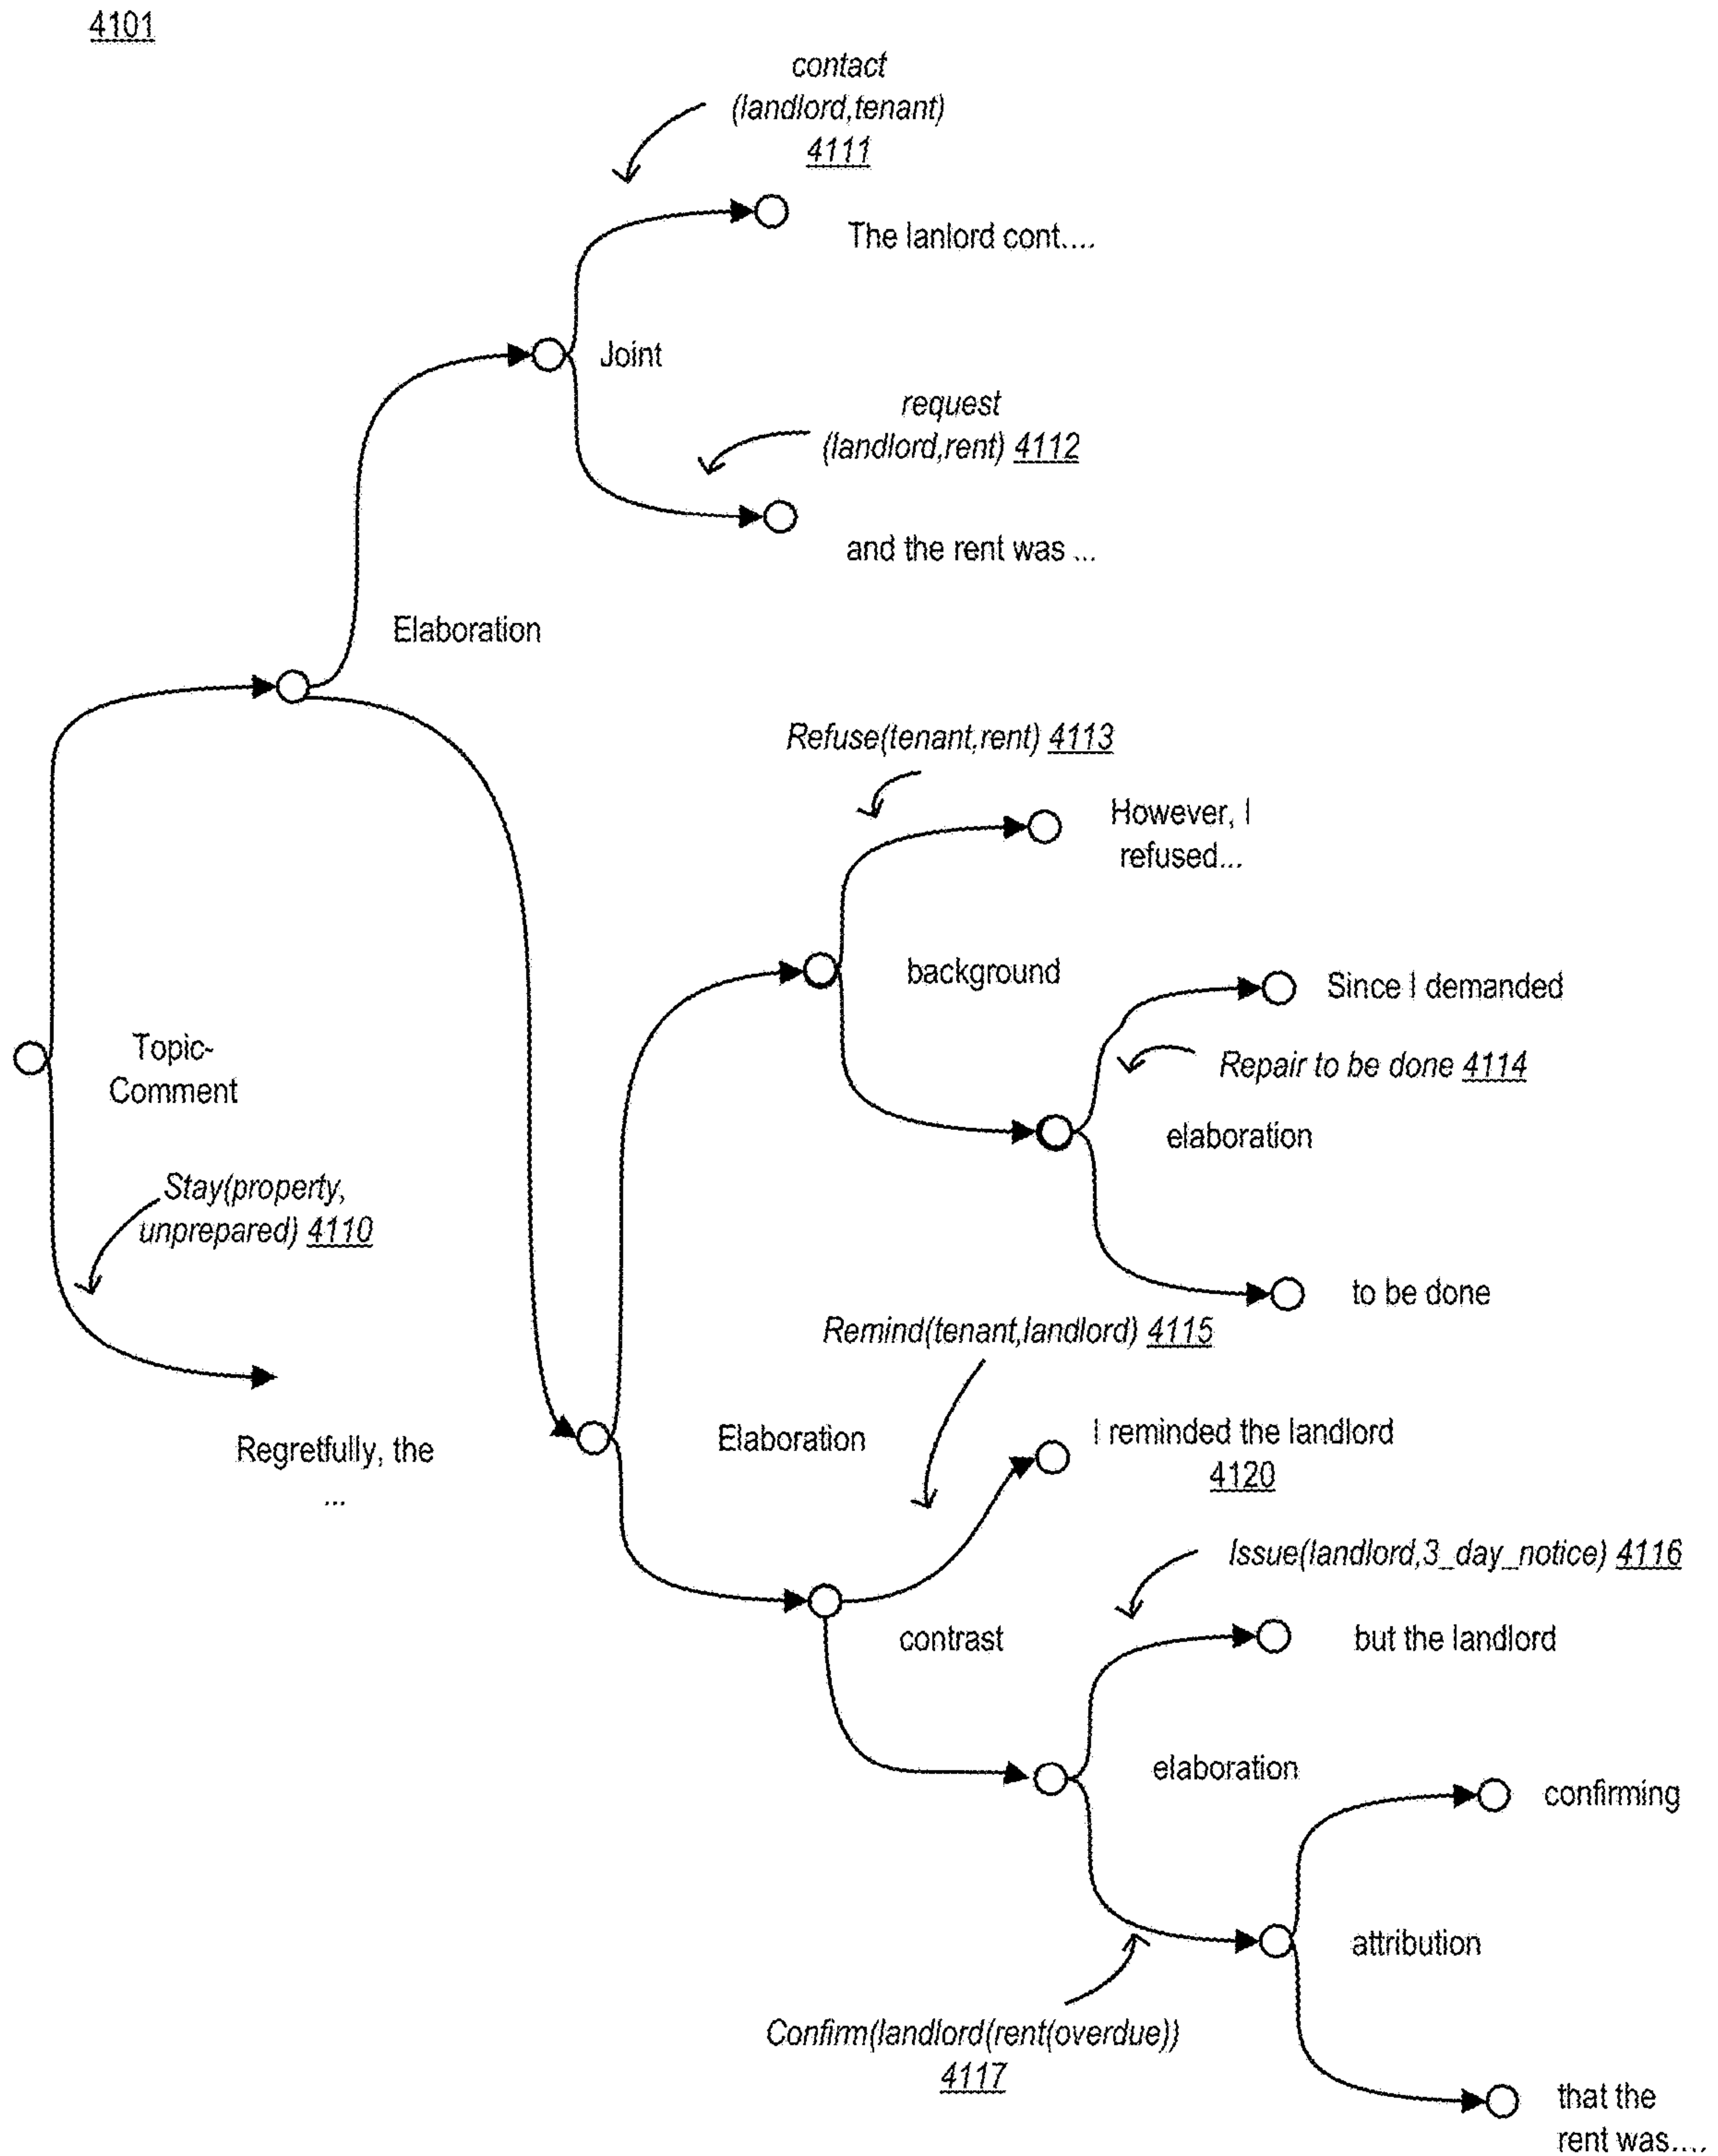 4101
contact
(landlord,tenant)
4111
The lanlord cont....
Joint
request
(landlord,rent) 4112
and the rent was ...
Elaboration
Refuse(tenant,rent) 4113
However, I
refused...
background
Since I demanded
Topic-
Comment
Repair to be done 4114
elaboration
Stay(property,
unprepared) 4110
to be done
Remind(tenant,landlord) 4115
Regretfully, the
...
Elaboration
I reminded the landlord
4120
Issue(landlord,3_day_notice) 4116
contrast
but the landlord
elaboration
confirming
attribution
Confirm(landlord(rent(overdue))
4117
that the
rent was....